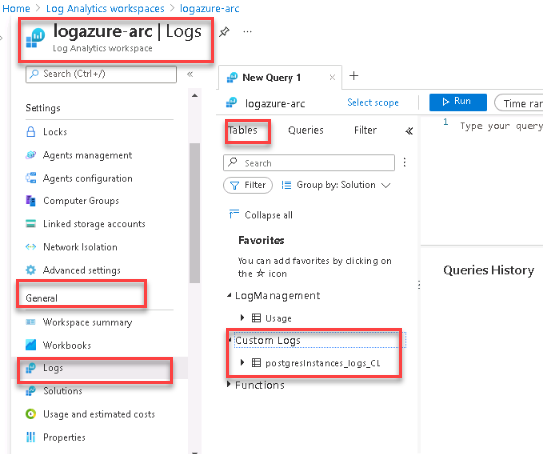 Home > Log Analytics workspaces > logazure-arc
logazure-arc | Logs
Log Analytics workspace
Search (Ctrl+/)
Settings
Locks
Agents management
Agents configuration
Computer Groups
Linked storage accounts
Network Isolation
Advanced settings
General
Workspace summary
Workbooks
Logs
Solutions
Usage and estimated costs
Properties
New Query 1
logazure-arc
Select scope
Run
Time ran
Tables
Queries
Filter
1 Type your query
Search
Filter
Group by: Solution
Collapse all
Favorites
You can add favorites by clicking on
the ☆ icon
LogManagement
Usage
Custom Logs
postgresInstances_logs_CL
Functions
Queries History